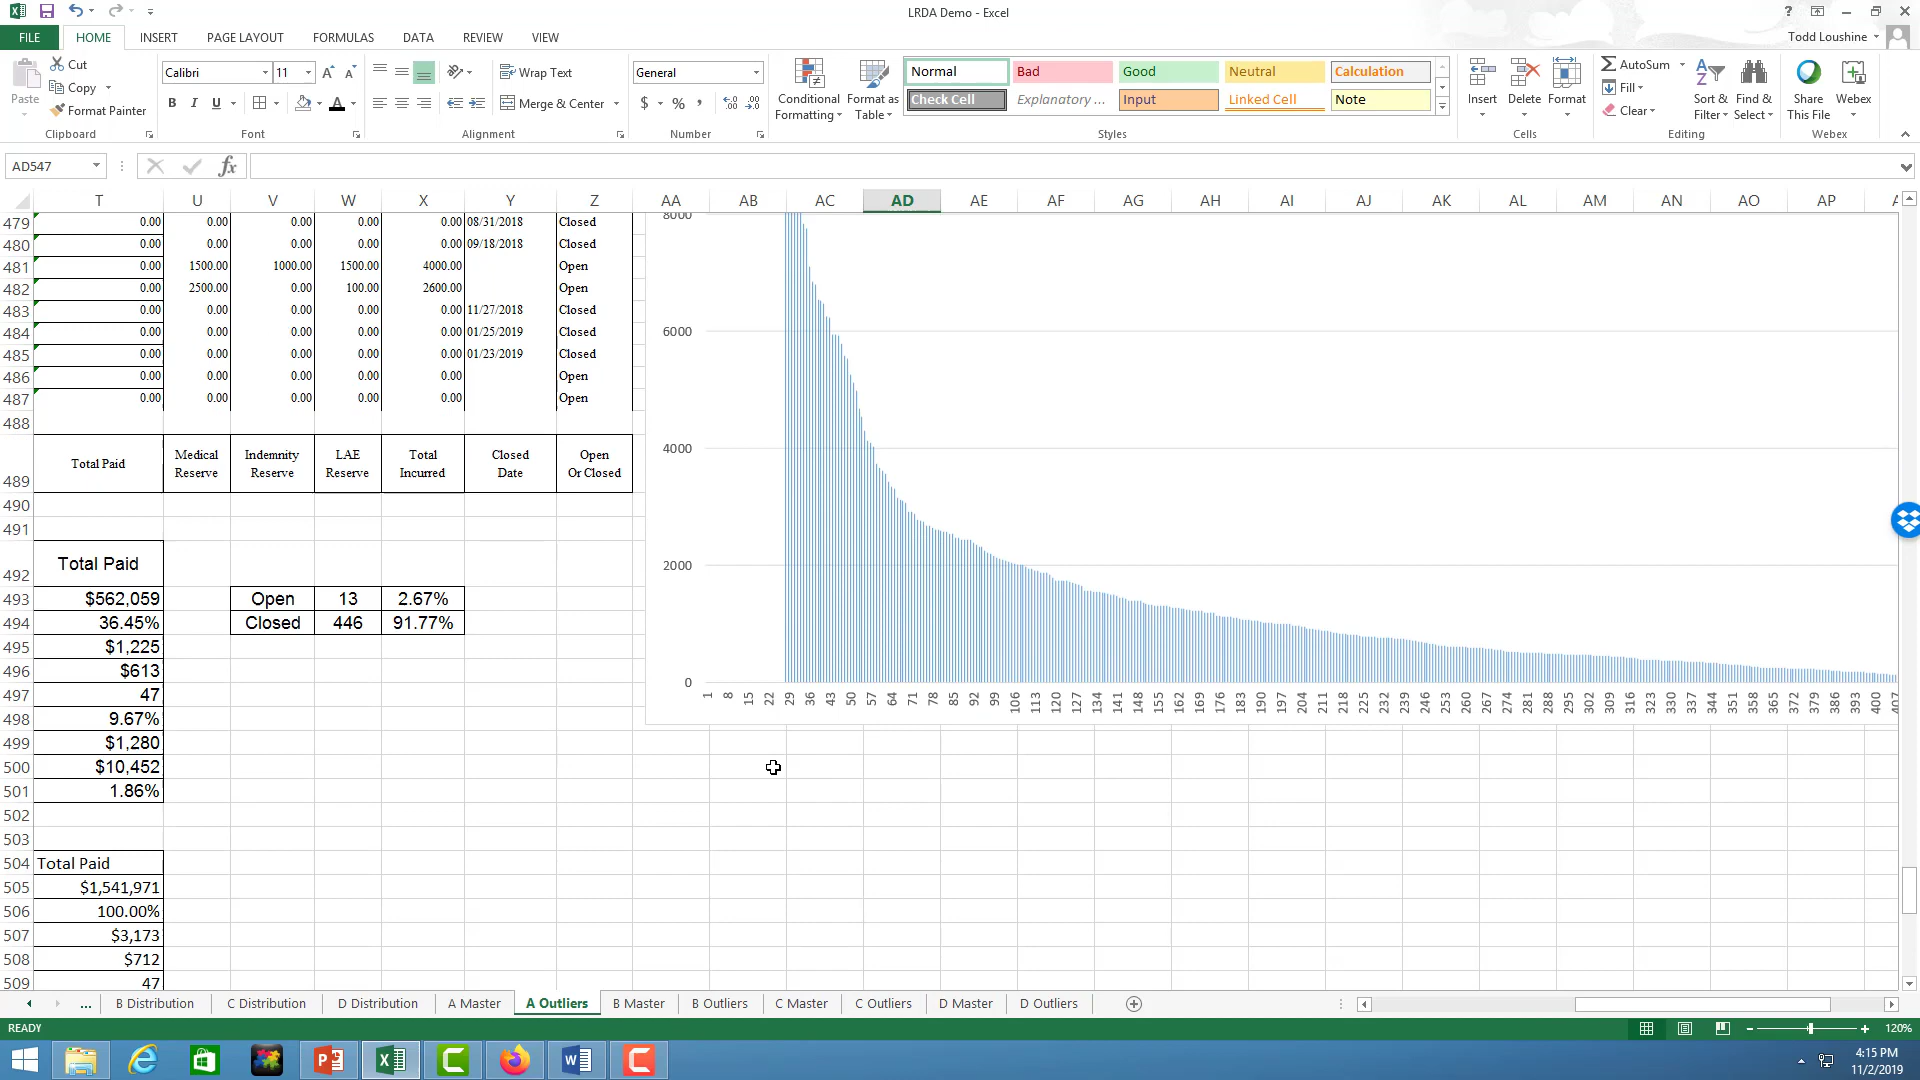 LRDA Demo - Excel
?
FILE HOME INSERT PAGE LAYOUT FORMULAS DATA REVIEW VIEW Todd Loushine
Paste Cut Copy Format Painter Clipboard
Calibri 11 B I U Font
Wrap Text Merge & Center Alignment
General $ % , Number
Conditional Formatting Format as Table
Normal Bad Good Neutral Calculation
Check Cell Explanatory ... Input Linked Cell Note
Styles
Insert Delete Format Cells
AutoSum Fill Clear Sort & Filter Find & Select Editing
Share This File Webex Webex
AD547 fx
T U V W X Y Z AA AB AC AD AE AF AG AH AI AJ AK AL AM AN AO AP
479 0.00 0.00 0.00 0.00 0.00 08/31/2018 Closed
480 0.00 0.00 0.00 0.00 0.00 09/18/2018 Closed
481 0.00 1500.00 1000.00 1500.00 4000.00 Open
482 0.00 2500.00 0.00 100.00 2600.00 Open
483 0.00 0.00 0.00 0.00 0.00 11/27/2018 Closed
484 0.00 0.00 0.00 0.00 0.00 01/25/2019 Closed
485 0.00 0.00 0.00 0.00 0.00 01/23/2019 Closed
486 0.00 0.00 0.00 0.00 0.00 Open
487 0.00 0.00 0.00 0.00 0.00 Open
488
489 Total Paid Medical Reserve Indemnity Reserve LAE Reserve Total Incurred Closed Date Open Or Closed
490
491
492 Total Paid
493 $562,059 Open 13 2.67%
494 36.45% Closed 446 91.77%
495 $1,225
496 $613
497 47
498 9.67%
499 $1,280
500 $10,452
501 1.86%
502
503
504 Total Paid
505 $1,541,971
506 100.00%
507 $3,173
508 $712
509 47
8000
6000
4000
2000
0
1 8 15 22 29 36 43 50 57 64 71 78 85 92 99 106 113 120 127 134 141 148 155 162 169 176 183 190 197 204 211 218 225 232 239 246 253 260 267 274 281 288 295 302 309 316 323 330 337 344 351 358 365 372 379 386 393 400 407
... B Distribution C Distribution D Distribution A Master A Outliers B Master B Outliers C Master C Outliers D Master D Outliers
READY 120%
4:15 PM
11/2/2019